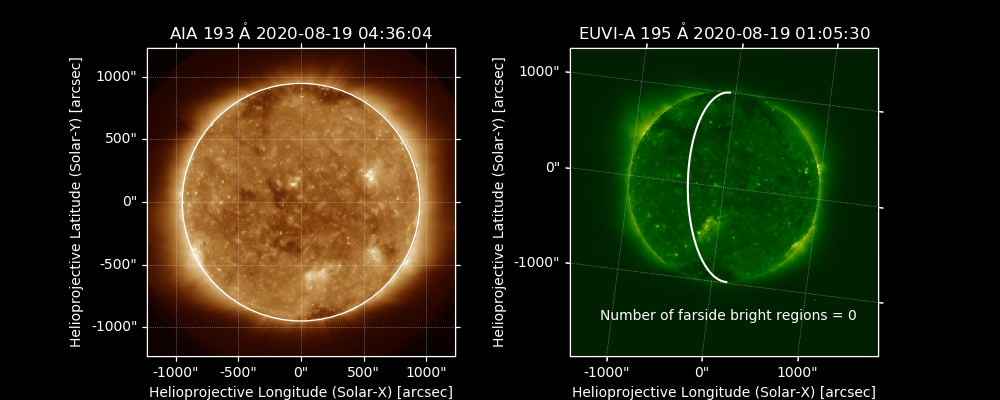 AIA 193 Å 2020-08-19 04:36:04
1000"
500"
0"
-500"
-1000"
Helioprojective Latitude (Solar-Y) [arcsec]
-1000"
-500"
0"
500"
1000"
Helioprojective Longitude (Solar-X) [arcsec]
EUVI-A 195 Å 2020-08-19 01:05:30
1000"
0"
-1000"
Helioprojective Latitude (Solar-Y) [arcsec]
Number of farside bright regions = 0
-1000"
0"
1000"
Helioprojective Longitude (Solar-X) [arcsec]